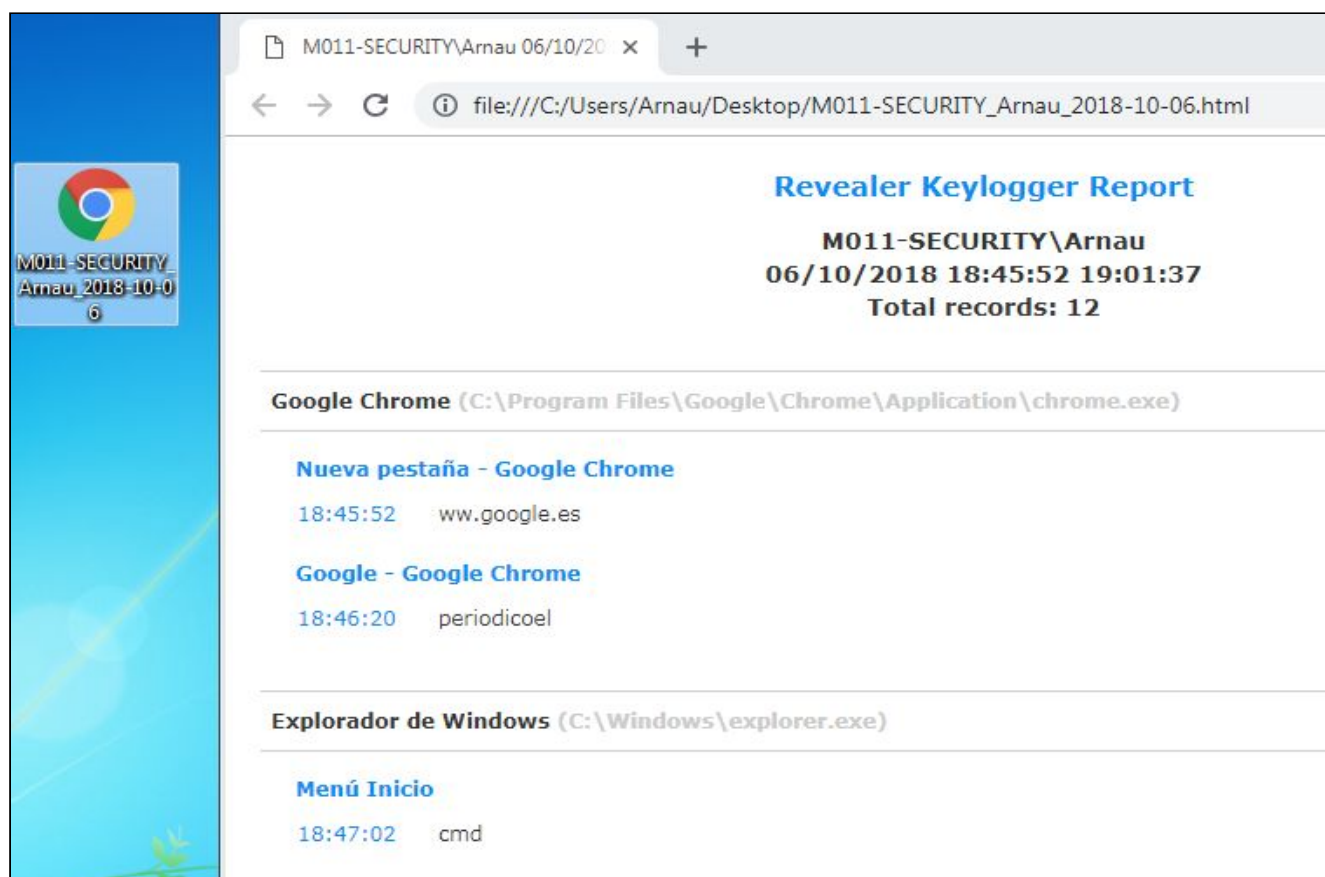 M011-SECURITY\Arnau 06/10/20
file:///C:/Users/Arnau/Desktop/M011-SECURITY_Arnau_2018-10-06.html
M011-SECURITY_
Arnau_2018-10-0
6
Revealer Keylogger Report
M011-SECURITY\Arnau
06/10/2018 18:45:52 19:01:37
Total records: 12
Google Chrome (C:\Program Files\Google\Chrome\Application\chrome.exe)
Nueva pestaña - Google Chrome
18:45:52 ww.google.es
Google - Google Chrome
18:46:20 periodicoel
Explorador de Windows (C:\Windows\explorer.exe)
Menú Inicio
18:47:02 cmd